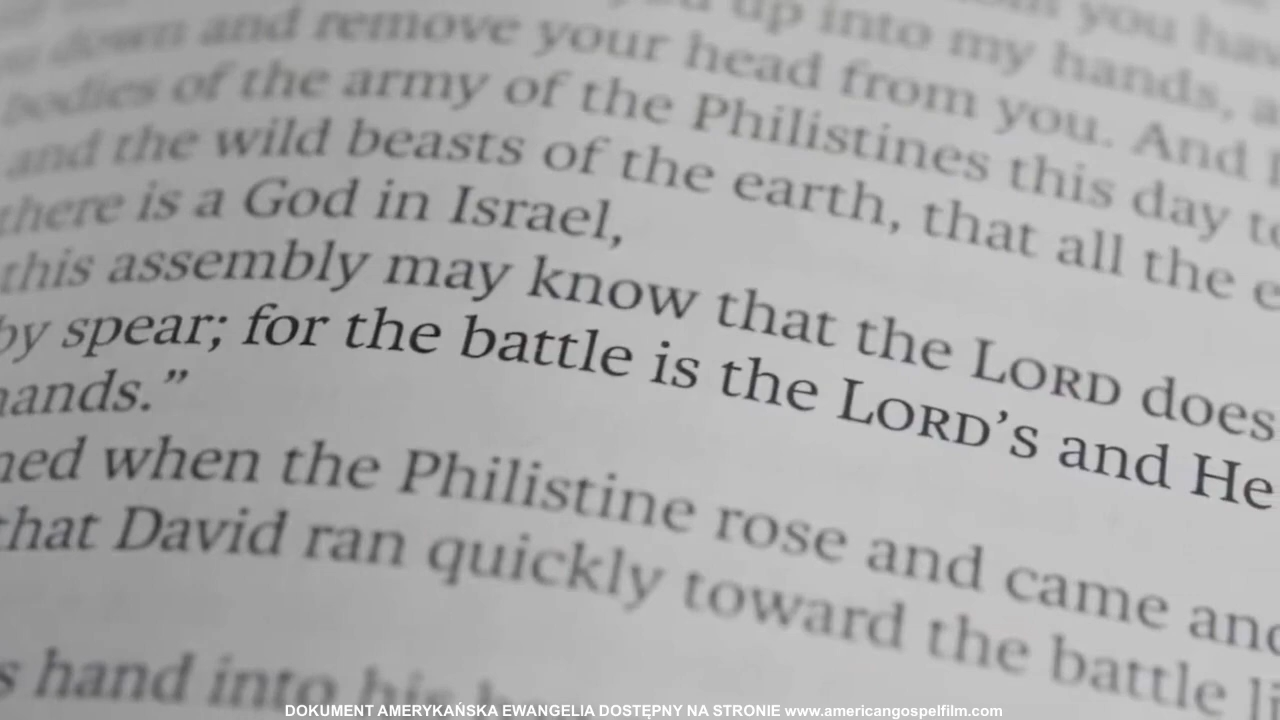 up into my hands,
down and remove your head from you. And
bodies of the army of the Philistines this day
and the wild beasts of the earth, that all the
there is a God in Israel,
this assembly may know that the LORD does
by spear; for the battle is the LORD’S and He
hands.”
when the Philistine rose and came
that David ran quickly toward the battle
hand into his
DOKUMENT AMERYKAŃSKA EWANGELIA DOSTĘPNY NA STRONIE www.americangospelfilm.com